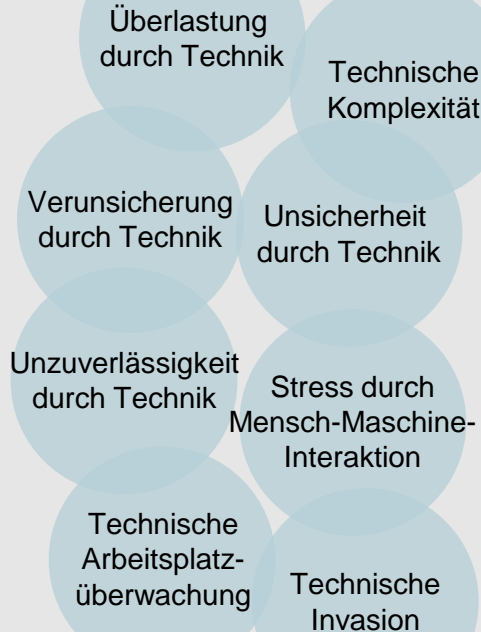 Überlastung
durch Technik
Technische
Komplexität
Verunsicherung
durch Technik
Unsicherheit
durch Technik
Unzuverlässigkeit
durch Technik
Stress durch
Mensch-Maschine-
Interaktion
Technische
Arbeitsplatz-
überwachung
Technische
Invasion